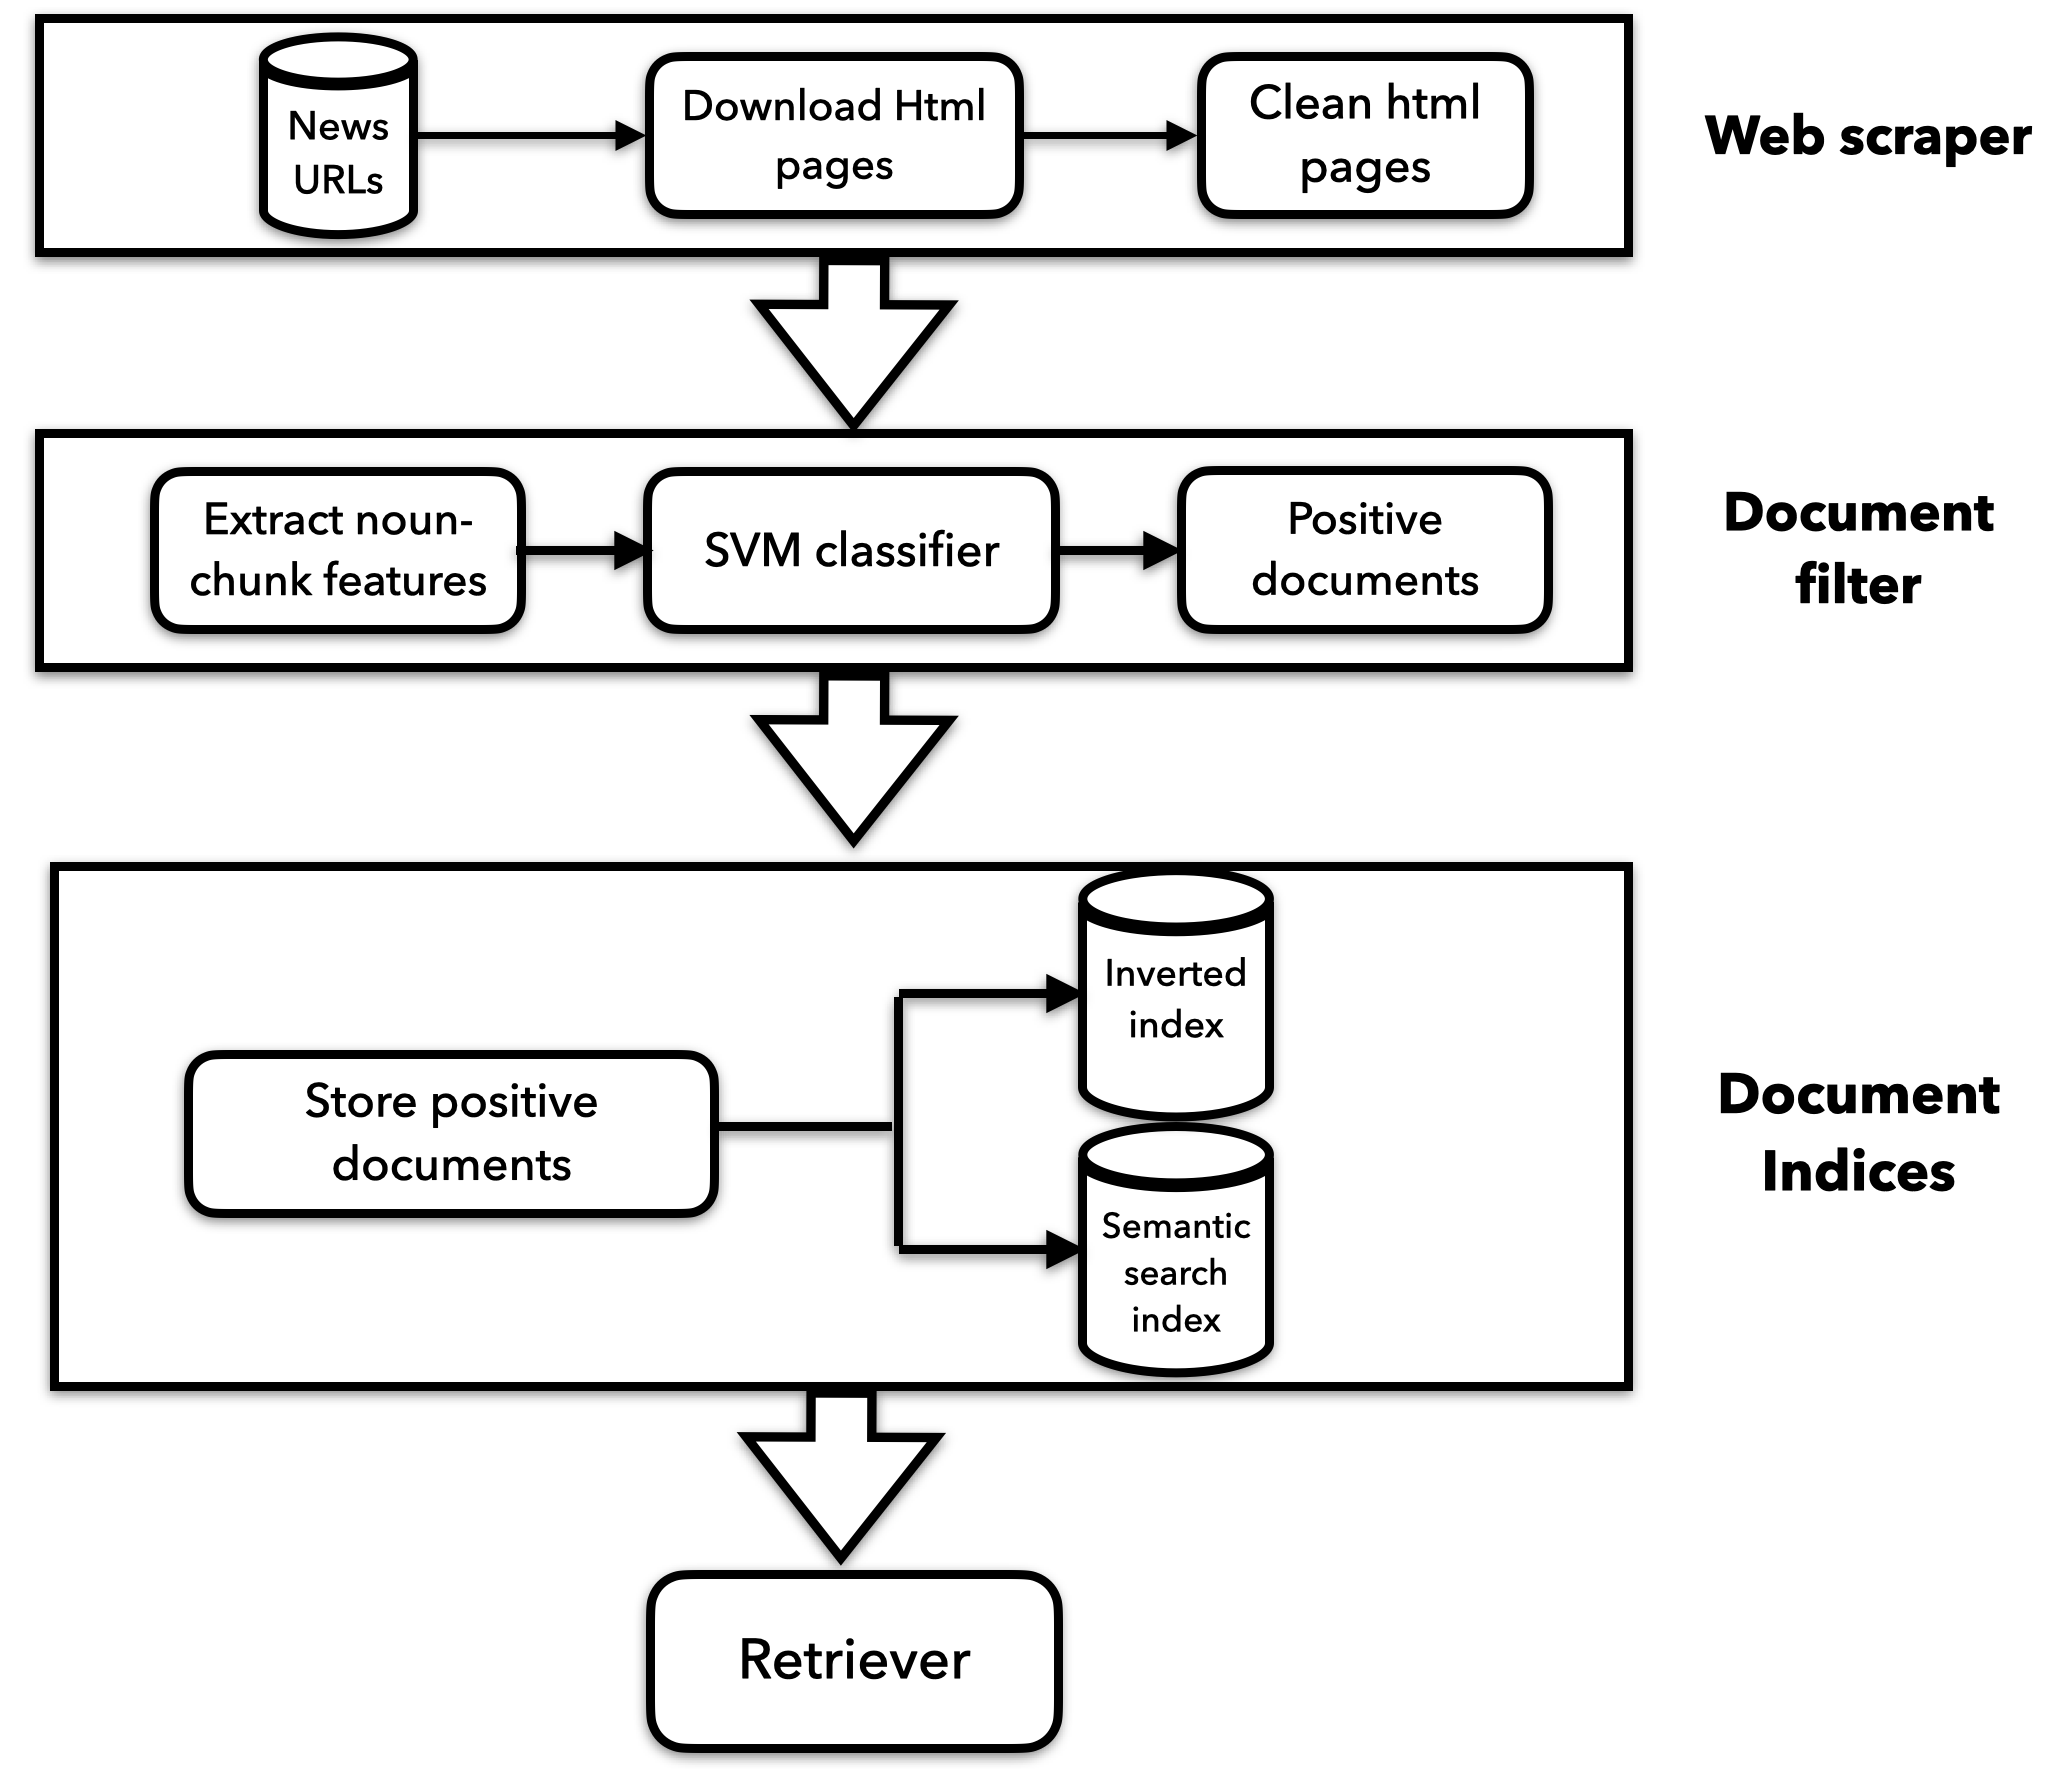 News
URLs
Download Html
pages
Clean html
pages
Web scraper
Extract noun-
chunk features
SVM classifier
Positive
documents
Document
filter
Store positive
documents
Inverted
index
Semantic
search
index
Document
Indices
Retriever